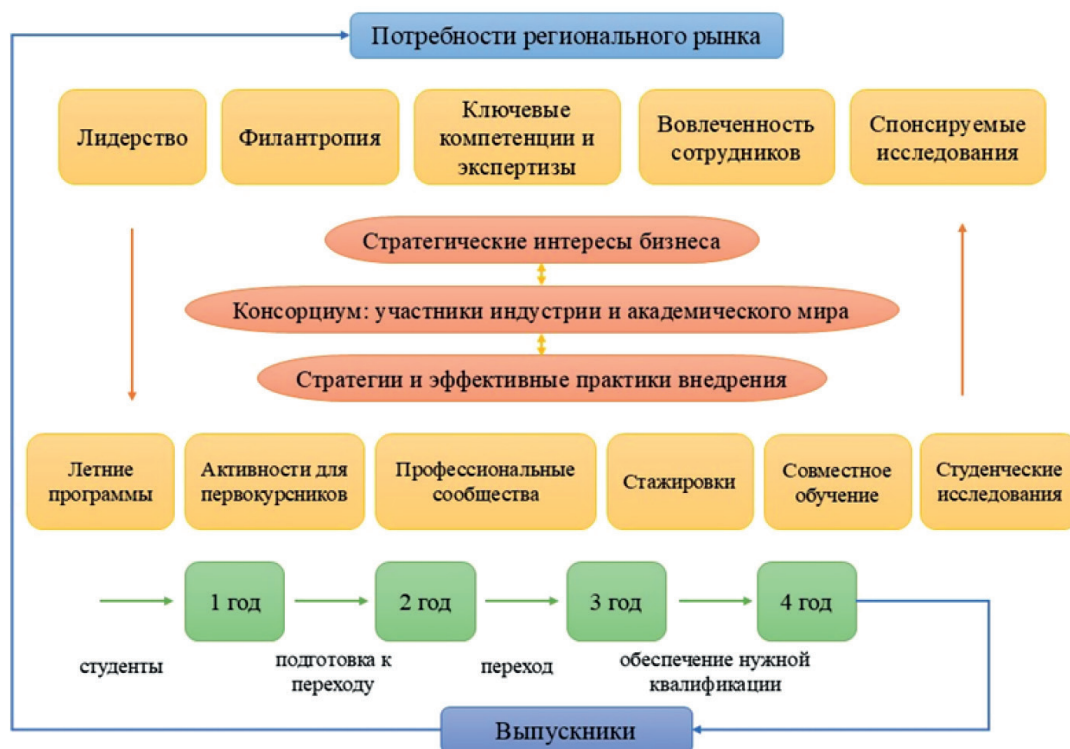 Потребности регионального рынка
Лидерство
Филантропия
Ключевые
компетенции и
экспертизы
Вовлеченность
сотрудников
Спонсируемые
исследования
Стратегические интересы бизнеса
Консорциум: участники индустрии и академического мира
Стратегии и эффективные практики внедрения
Летние
программы
Активности для
первокурсников
Профессиональные
сообщества
Стажировки
Совместное
обучение
Студенческие
исследования
1 год
2 год
3 год
4 год
студенты
подготовка к
переходу
переход
обеспечение нужной
квалификации
Выпускники